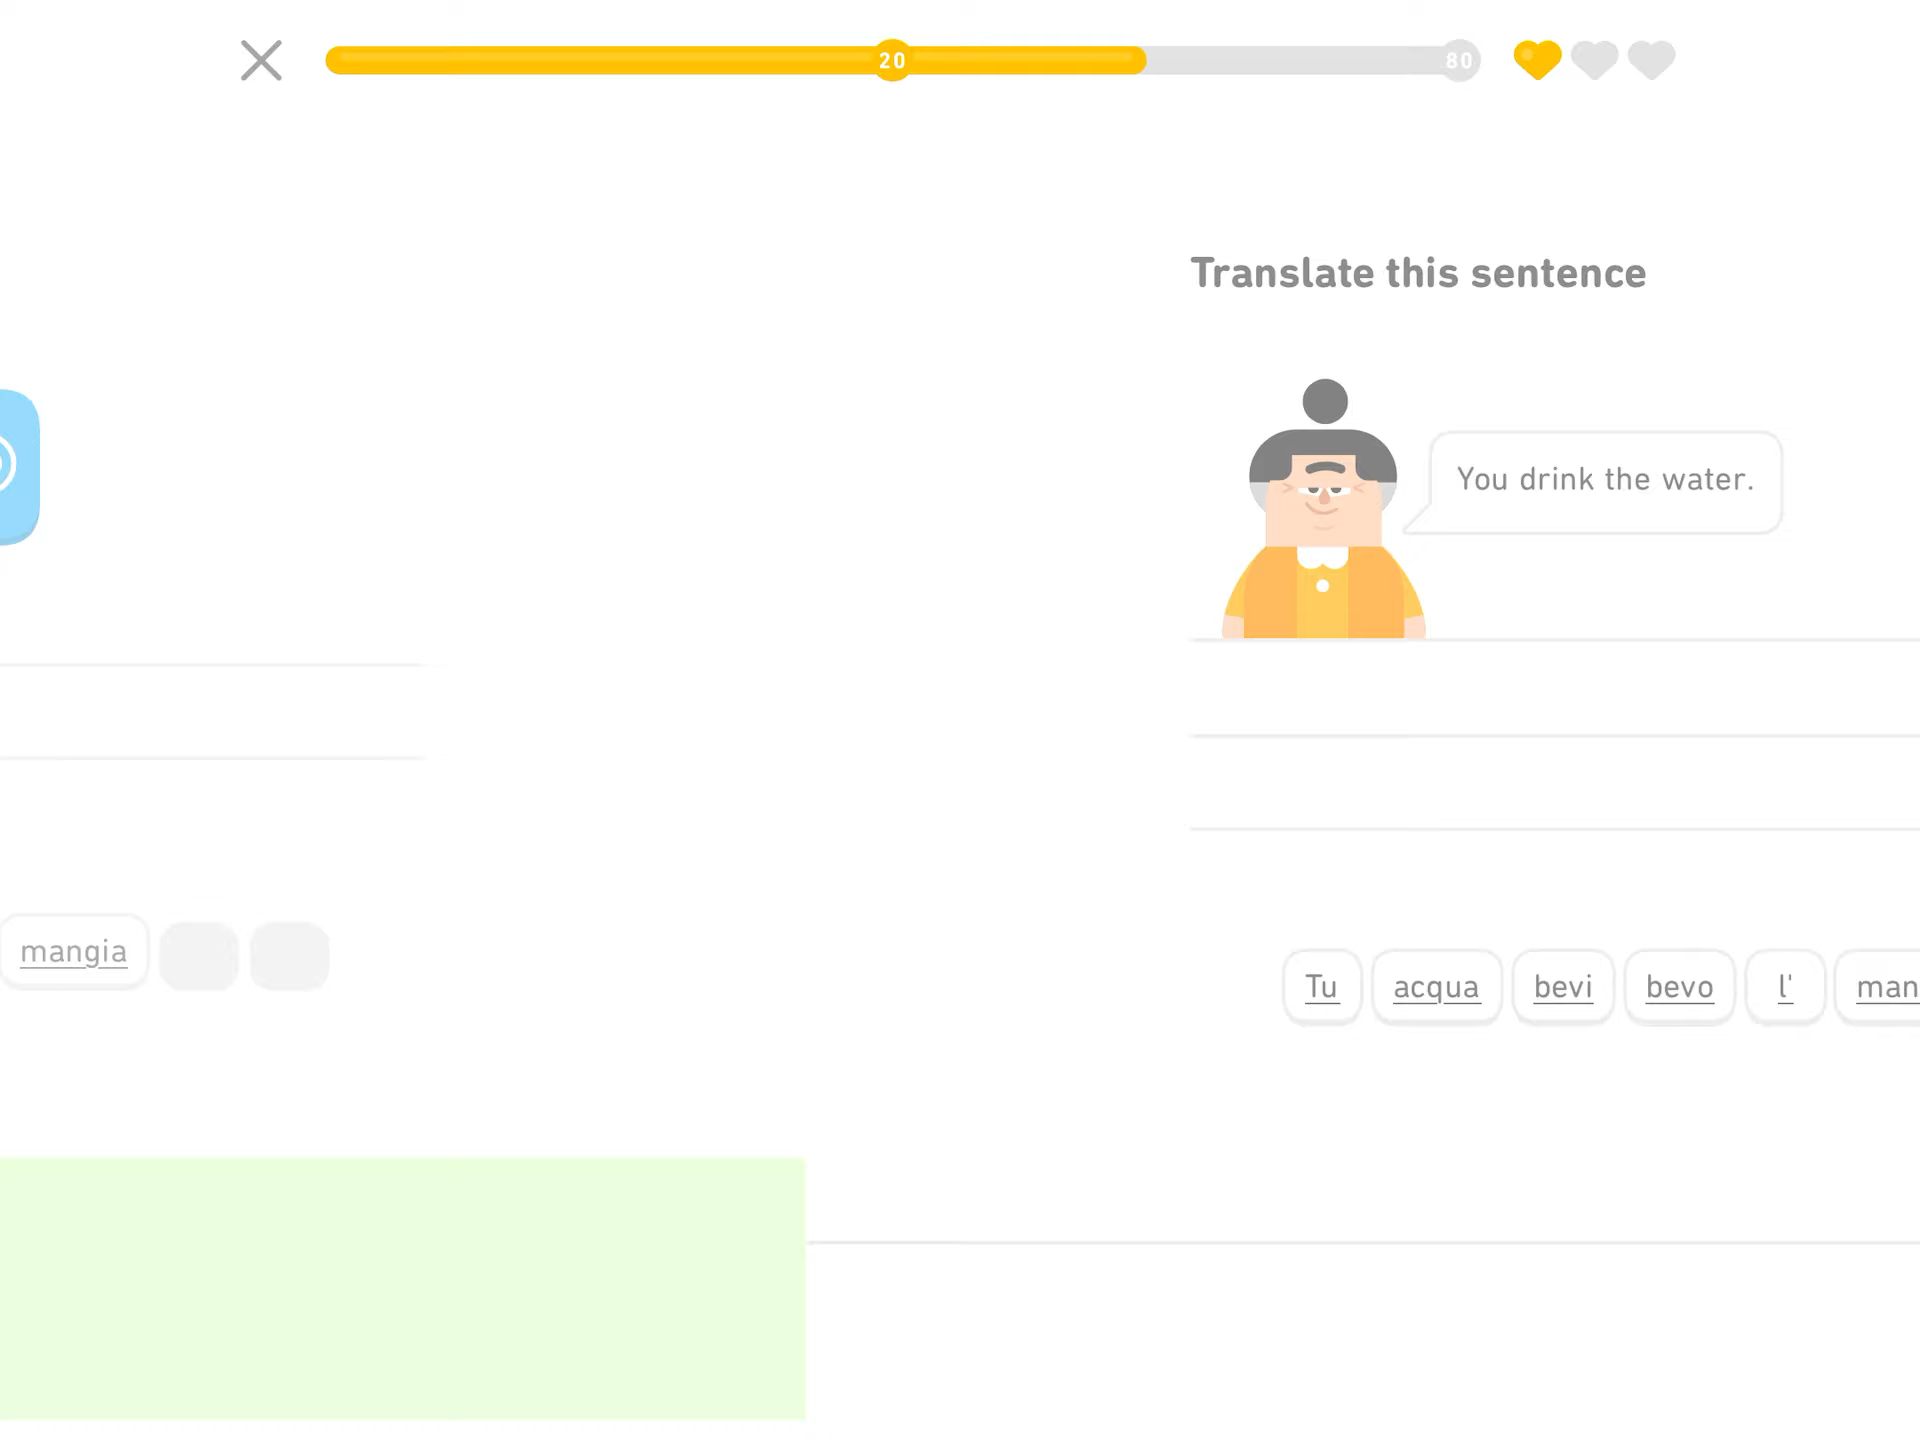 20
80
Translate this sentence
You drink the water.
mangia
Tu acqua bevi bevo l' man